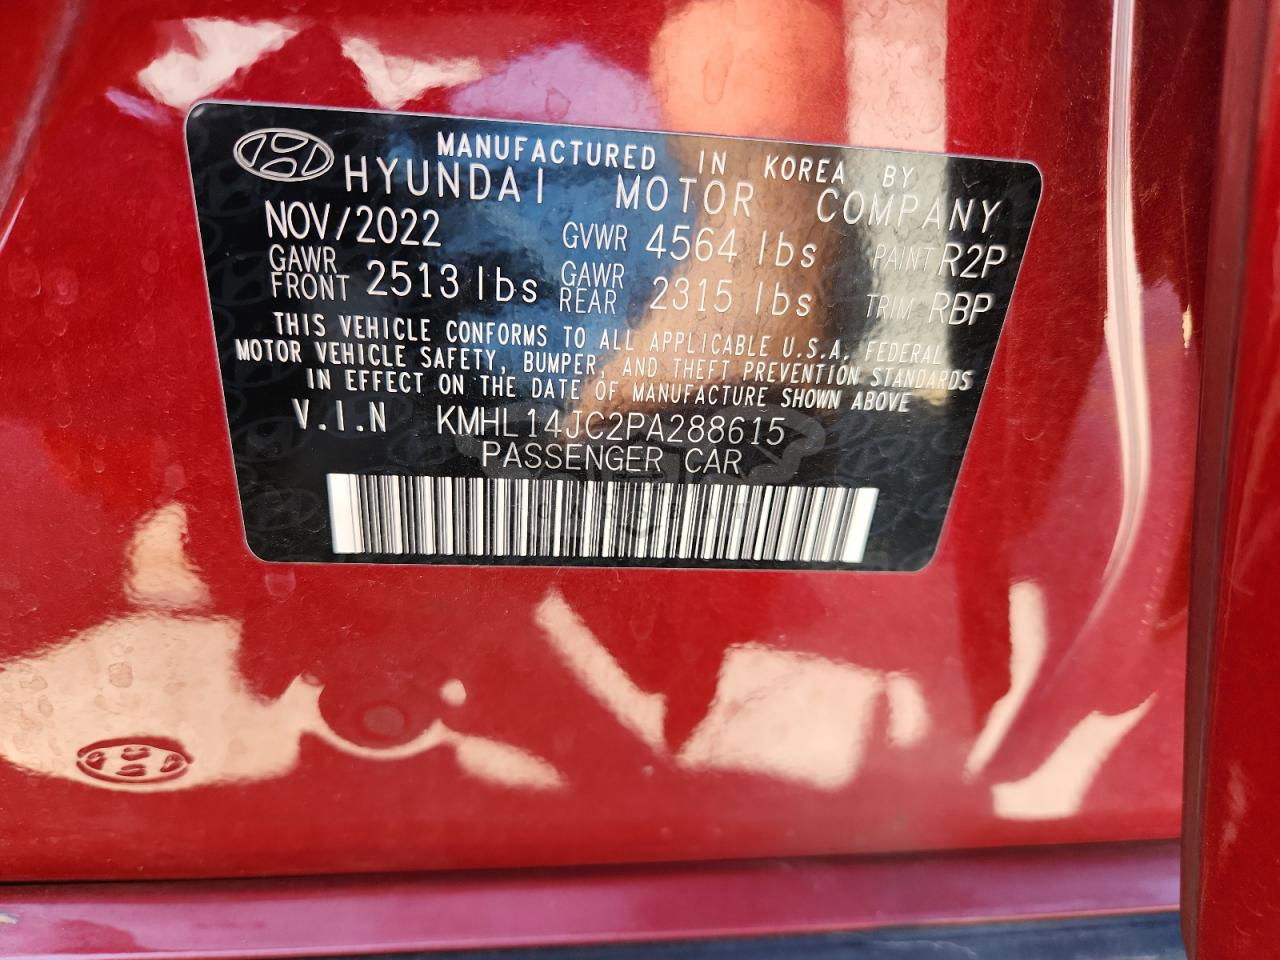 MANUFACTURED IN KOREA BY
HYUNDAI MOTOR COMPANY
NOV/2022 GVWR 4564 lbs PAINT R2P
GAWR FRONT 2513 lbs GAWR REAR 2315 lbs TRIM RBP
THIS VEHICLE CONFORMS TO ALL APPLICABLE U.S.A. FEDERAL
MOTOR VEHICLE SAFETY, BUMPER, AND THEFT PREVENTION STANDARDS
IN EFFECT ON THE DATE OF MANUFACTURE SHOWN ABOVE
V.I.N KMHL14JC2PA288615
PASSENGER CAR